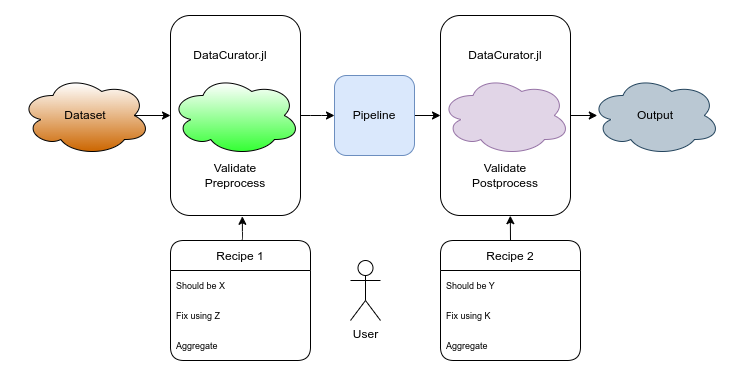 DataCurator.jl
DataCurator.jl
Dataset
Pipeline
Output
Validate
Preprocess
Validate
Postprocess
Recipe 1
Should be X
Fix using Z
Aggregate
User
Recipe 2
Should be Y
Fix using K
Aggregate